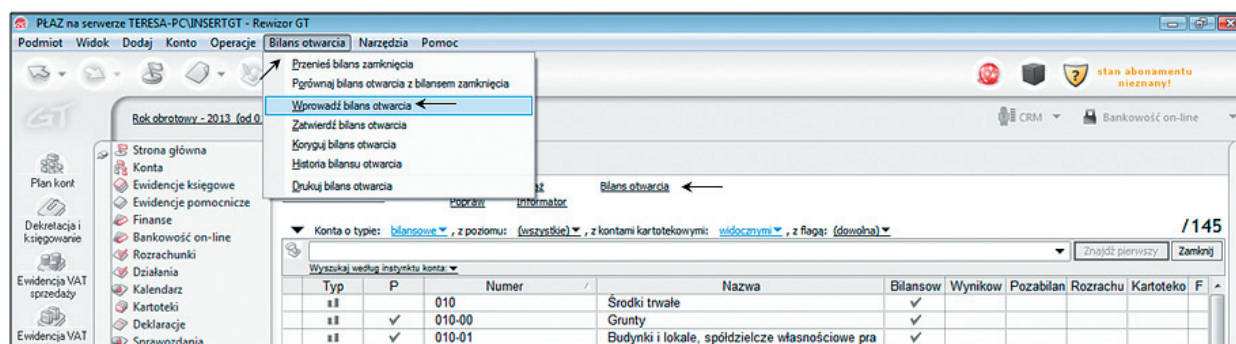 PŁAZ na serwerze TERESA-PC\INSERTGT - Rewizor GT
Podmiot Widok Dodaj Konto Operacje Bilans otwarcia Narzędzia Pomoc
Przenieś bilans zamknięcia
Porównaj bilans otwarcia z bilansem zamknięcia
Wprowadź bilans otwarcia
Zatwierdź bilans otwarcia
Koryguj bilans otwarcia
Historia bilansu otwarcia
Drukuj bilans otwarcia
stan abonamentu
nieznany!
GT
Rok obrotowy - 2013 (od 0
CRM Bankowość on-line
Plan kont
Dekretacja i
księgowanie
Ewidencja VAT
sprzedaży
Ewidencja VAT
Strona główna
Konta
Ewidencje księgowe
Ewidencje pomocnicze
Finanse
Bankowość on-line
Rozrachunki
Działania
Kalendarz
Kartoteki
Deklaracje
Sprawozdania
Bilans otwarcia
Popraw Informator
Konta o typie: bilansowe , z poziomu: (wszystkie) , z kontami kartotekowymi: widocznymi , z flagą: (dowolna)
/145
Znajdź pierwszy Zamknij
Wyszukaj według instynktu konta:
Typ P Numer / Nazwa Bilansow Wynikow Pozabilan Rozrachu Kartoteko F
010 Środki trwałe ✓
✓ 010-00 Grunty ✓
✓ 010-01 Budynki i lokale, spółdzielcze własnościowe pra ✓